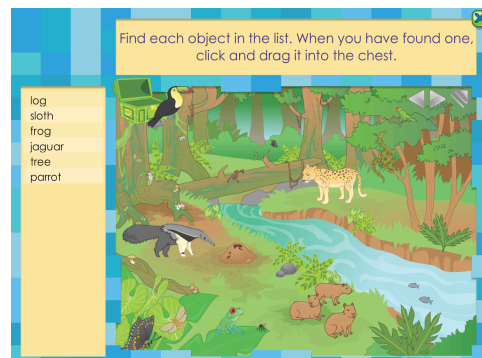 Find each object in the list. When you have found one,
click and drag it into the chest.
log
sloth
frog
jaguar
tree
parrot